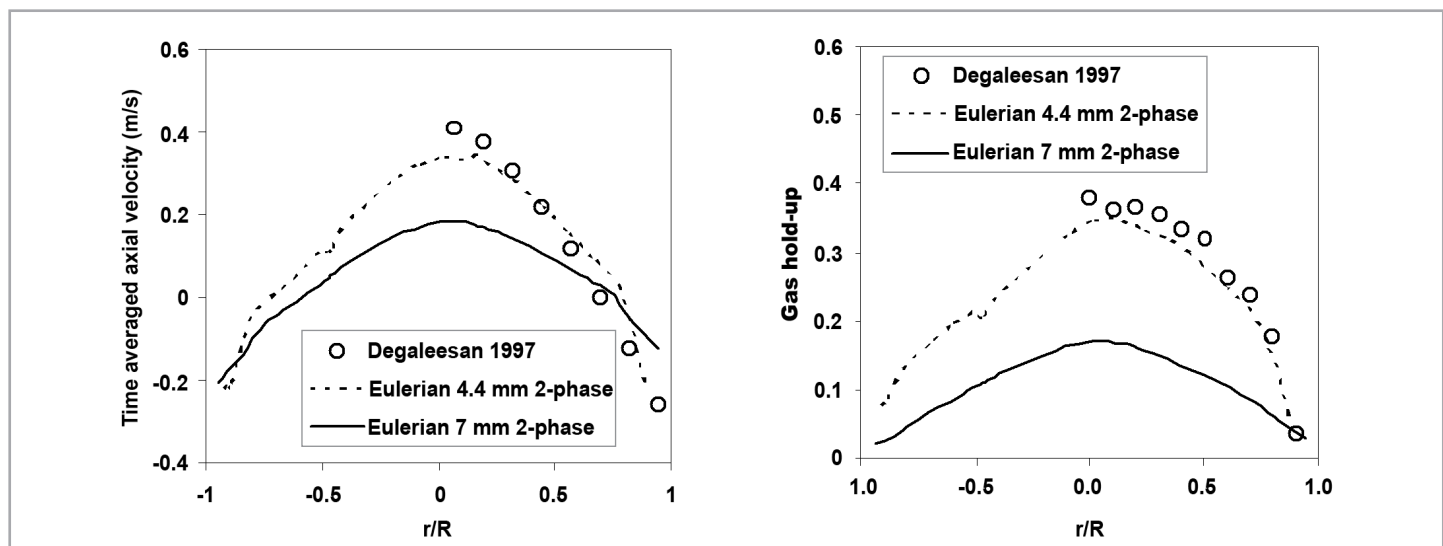 Time averaged axial velocity (m/s)
0.6
0.4
0.2
0
-0.2
-0.4
Degaleesan 1997
Eulerian 4.4 mm 2-phase
Eulerian 7 mm 2-phase
-1
-0.5
0
0.5
1
r/R
Gas hold-up
0.6
0.5
0.4
0.3
0.2
0.1
0
Degaleesan 1997
Eulerian 4.4 mm 2-phase
Eulerian 7 mm 2-phase
1.0
-0.5
0.0
0.5
1.0
r/R